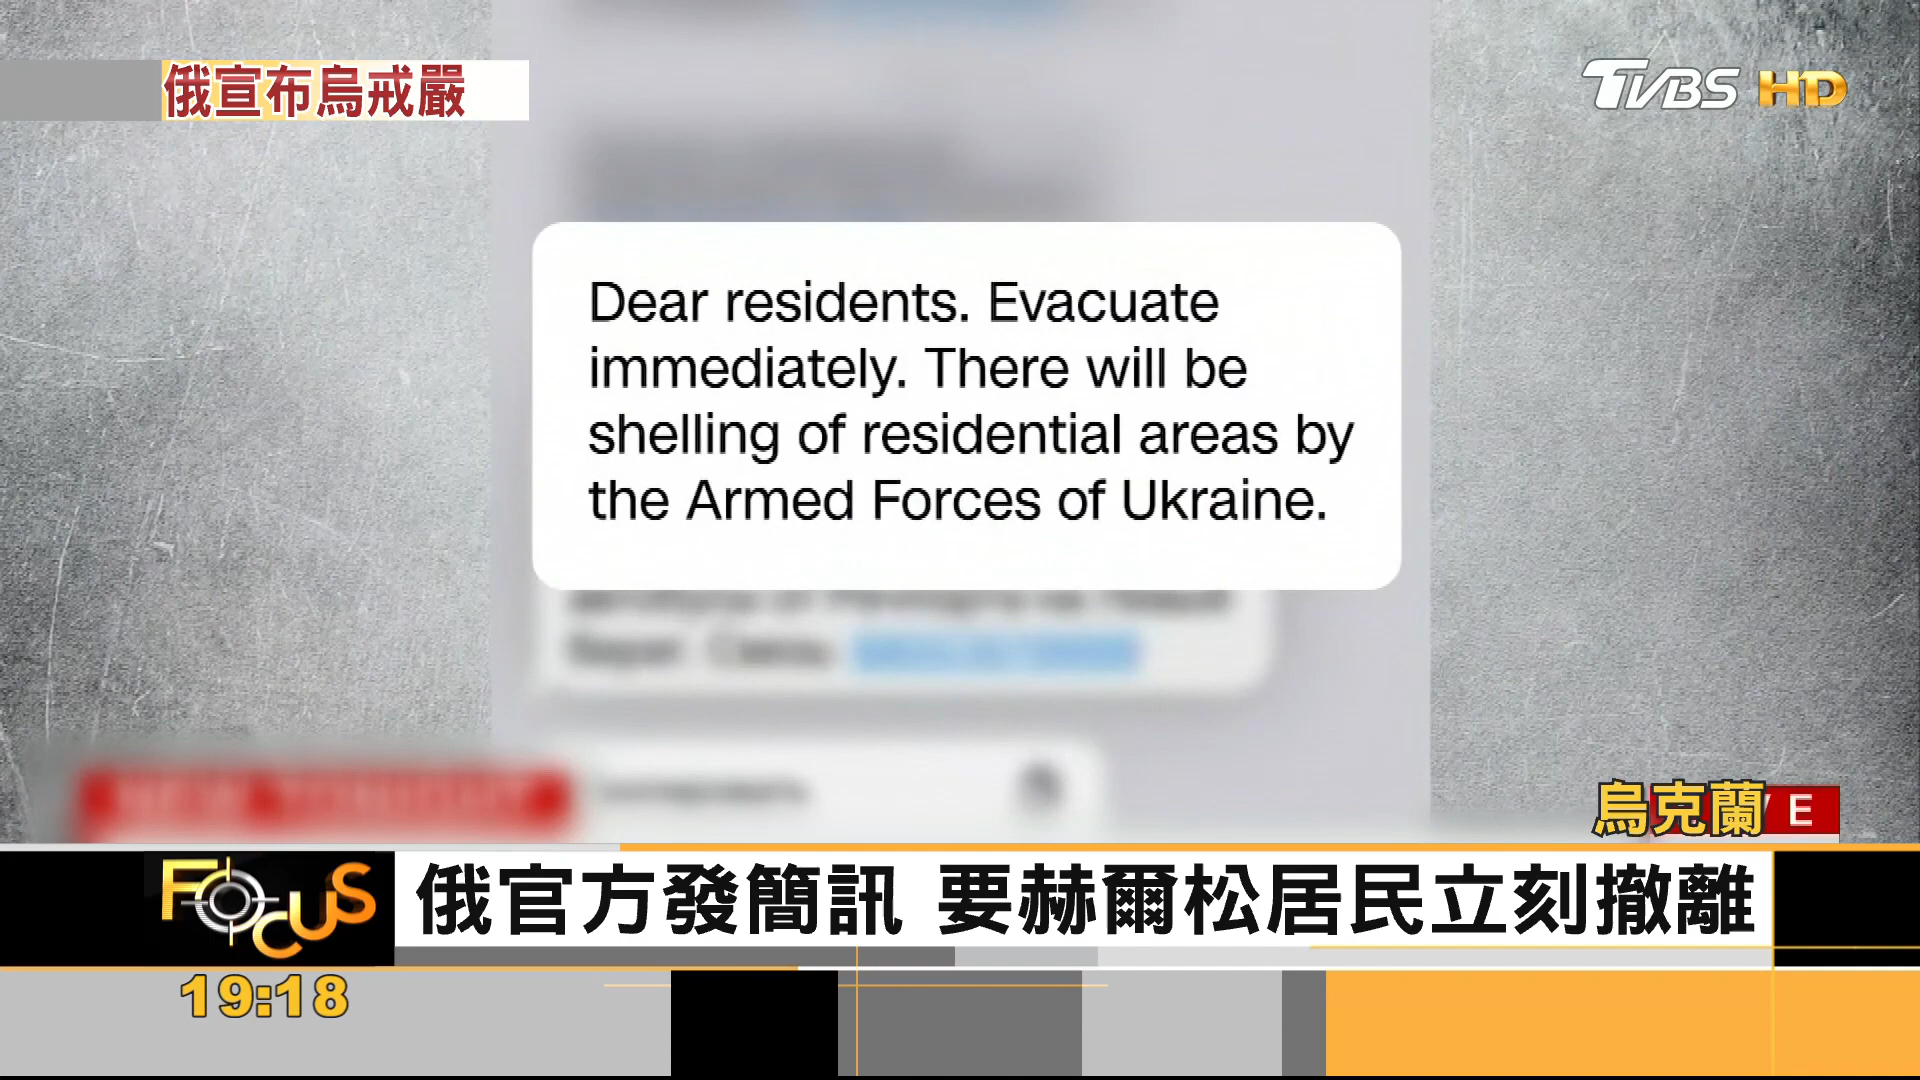 俄宣布烏戒嚴
TVBS HD
Dear residents. Evacuate
immediately. There will be
shelling of residential areas by
the Armed Forces of Ukraine.
烏克蘭
FOCUS
俄官方發簡訊 要赫爾松居民立刻撤離
19:18